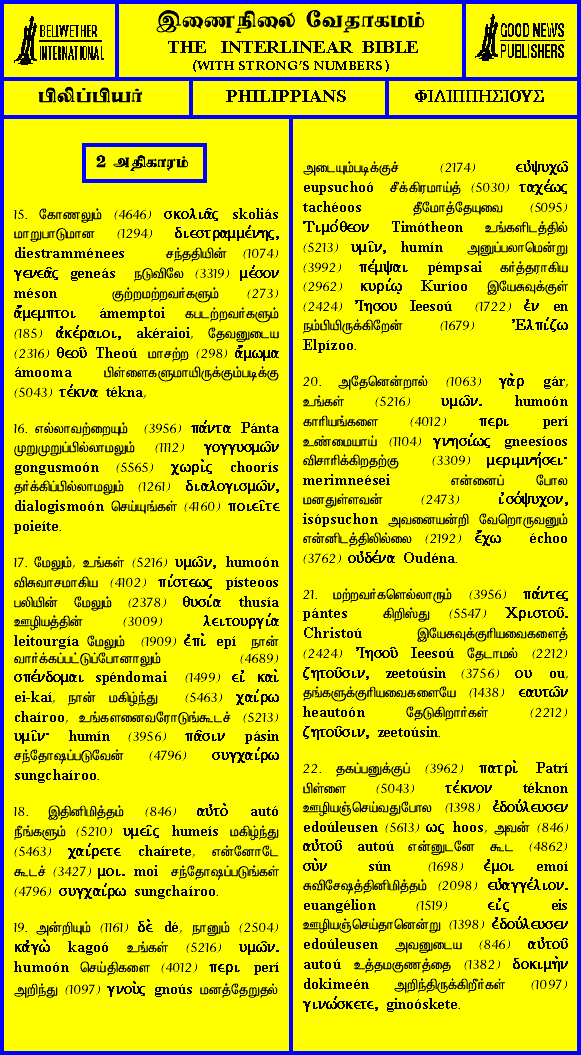 BELLWETHER
INTERNATIONAL
இணைநிலை வேதாகமம்
THE INTERLINEAR BIBLE
(WITH STRONG'S NUMBERS)
GOOD NEWS
PUBLISHERS
பிலிப்பியர்
PHILIPPIANS
ΦΙΛΙΠΠΗΣΙΟΥΣ
2 அதிகாரம்
15. கோணலும் (4646) σκολιᾶς skoliás
மாறுபாடுமான (1294) διεστραμμένης,
diestramménees சந்ததியின் (1074)
γενεᾶς geneás நடுவிலே (3319) μέσον
méson குற்றமற்றவர்களும் (273)
ἄμεμπτοι ámemptoi கபடற்றவர்களும்
(185) ἀκέραιοι, akéraioi, தேவனுடைய
(2316) θεοῦ Theoú மாசற்ற (298) ἄμωμα
ámooma பிள்ளைகளுமாயிருக்கும்படிக்கு
(5043) τέκνα tékna,
16. எல்லாவற்றையும் (3956) πάντα Pánta
முறுமுறுப்பில்லாமலும் (1112) γογγυσμῶν
gongusmoón (5565) χωρὶς choorís
தர்க்கிப்பில்லாமலும் (1261) διαλογισμῶν,
dialogismoón செய்யுங்கள் (4160) ποιεῖτε
poieíte.
17. மேலும், உங்கள் (5216) υμῶν, humoón
விசுவாசமாகிய (4102) πίστεως písteoos
பலியின் மேலும் (2378) θυσία thusía
ஊழியத்தின் (3009) λειτουργία
leitourgía மேலும் (1909) ἐπὶ epí நான்
வார்க்கப்பட்டுப்போனாலும் (4689)
σπένδομαι spéndomai (1499) εἰ καὶ
ei-kaí, நான் மகிழ்ந்து (5463) χαίρω
chaíroo, உங்களனைவரோடுங்கூடச் (5213)
υμῖν· humín (3956) πᾶσιν pásin
சந்தோஷப்படுவேன் (4796) συγχαίρω
sungchaíroo.
18. இதினிமித்தம் (846) αὐτὸ autó
நீங்களும் (5210) υμεῖς humeís மகிழ்ந்து
(5463) χαίρετε chaírete, என்னோடே
கூடச் (3427) μοι. moi சந்தோஷப்படுங்கள்
(4796) συγχαίρω sungchaíroo.
19. அன்றியும் (1161) δὲ dé, நானும் (2504)
κἀγὼ kagoó உங்கள் (5216) υμῶν.
humoón செய்திகளை (4012) περι perí
அறிந்து (1097) γνοὺς gnoús மனத்தேறுதல்
அடையும்படிக்குச் (2174) εὐψυχῶ
eupsuchoó சீக்கிரமாய்த் (5030) ταχέως
tachéoos தீமோத்தேயுவை (5095)
Τιμόθεον Timótheon உங்களிடத்தில்
(5213) υμῖν, humín அனுப்பலாமென்று
(3992) πέμψαι pémpsai கர்த்தராகிய
(2962) κυρίῳ Kuríoo இயேசுவுக்குள்
(2424) Ἰησου Ieesoú (1722) ἐν en
நம்பியிருக்கிறேன் (1679) Ἐλπίζω
Elpízoo.
20. அதேனென்றால் (1063) γὰρ gár,
உங்கள் (5216) υμῶν. humoón
காரியங்களை (4012) περι perí
உண்மையாய் (1104) γνησίως gneesíoos
விசாரிக்கிறதற்கு (3309) μεριμνήσει·
merimneései என்னைப் போல
மனதுள்ளவன் (2473) ἰσόψυχον,
isópsuchon அவனையன்றி வேறொருவனும்
என்னிடத்திலில்லை (2192) ἔχω échoo
(3762) οὐδένα Oudéna.
21. மற்றவர்களெல்லாரும் (3956) πάντες
pántes கிறிஸ்து (5547) Χριστοῦ.
Christoú இயேசுவுக்குரியவைகளைத்
(2424) Ἰησοῦ Ieesoú தேடாமல் (2212)
ζητοῦσιν, zeetoúsin (3756) ου ou,
தங்களுக்குரியவைகளையே (1438) εαυτῶν
heautoón தேடுகிறார்கள் (2212)
ζητοῦσιν, zeetoúsin.
22. தகப்பனுக்குப் (3962) πατρὶ Patrí
பிள்ளை (5043) τέκνον téknon
ஊழியஞ்செய்வதுபோல (1398) ἐδούλευσεν
edoúleusen (5613) ως hoos, அவன் (846)
αὐτοῦ autoú என்னுடனே கூட (4862)
σὺν sún (1698) ἐμοι emoí
சுவிசேஷத்தினிமித்தம் (2098) εὐαγγέλιον.
euangélion (1519) εἰς eis
ஊழியஞ்செய்தானென்று (1398) ἐδούλευσεν
edoúleusen அவனுடைய (846) αὐτοῦ
autoú உத்தமகுணத்தை (1382) δοκιμὴν
dokimeén அறிந்திருக்கிறீர்கள் (1097)
γινώσκετε, ginoóskete.